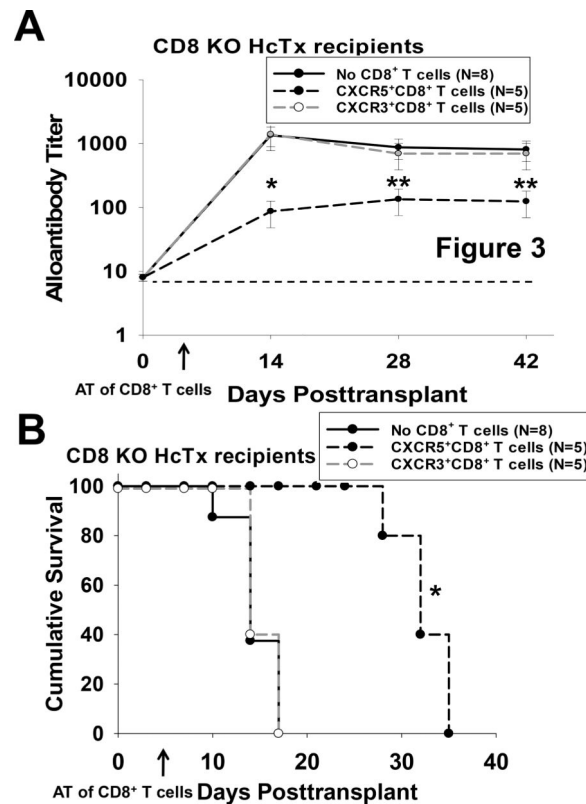 A
CD8 KO HcTx recipients
No CD8⁺ T cells (N=8)
CXCR5⁺CD8⁺ T cells (N=5)
CXCR3⁺CD8⁺ T cells (N=5)
Alloantibody Titer
10000
1000
100
10
1
*
**
**
Figure 3
0
14
28
42
AT of CD8⁺ T cells
Days Posttransplant
B
CD8 KO HcTx recipients
No CD8⁺ T cells (N=8)
CXCR5⁺CD8⁺ T cells (N=5)
CXCR3⁺CD8⁺ T cells (N=5)
Cumulative Survival
100
80
60
40
20
0
*
0
10
20
30
40
AT of CD8⁺ T cells
Days Posttransplant